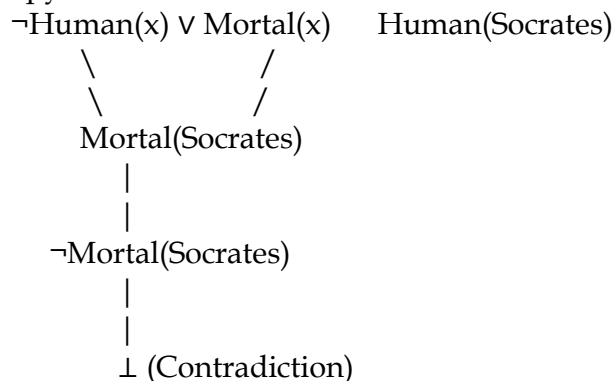 ¬Human(x) ∨ Mortal(x) Human(Socrates)
\ /
\ /
Mortal(Socrates)
|
|
¬Mortal(Socrates)
|
|
⊥ (Contradiction)